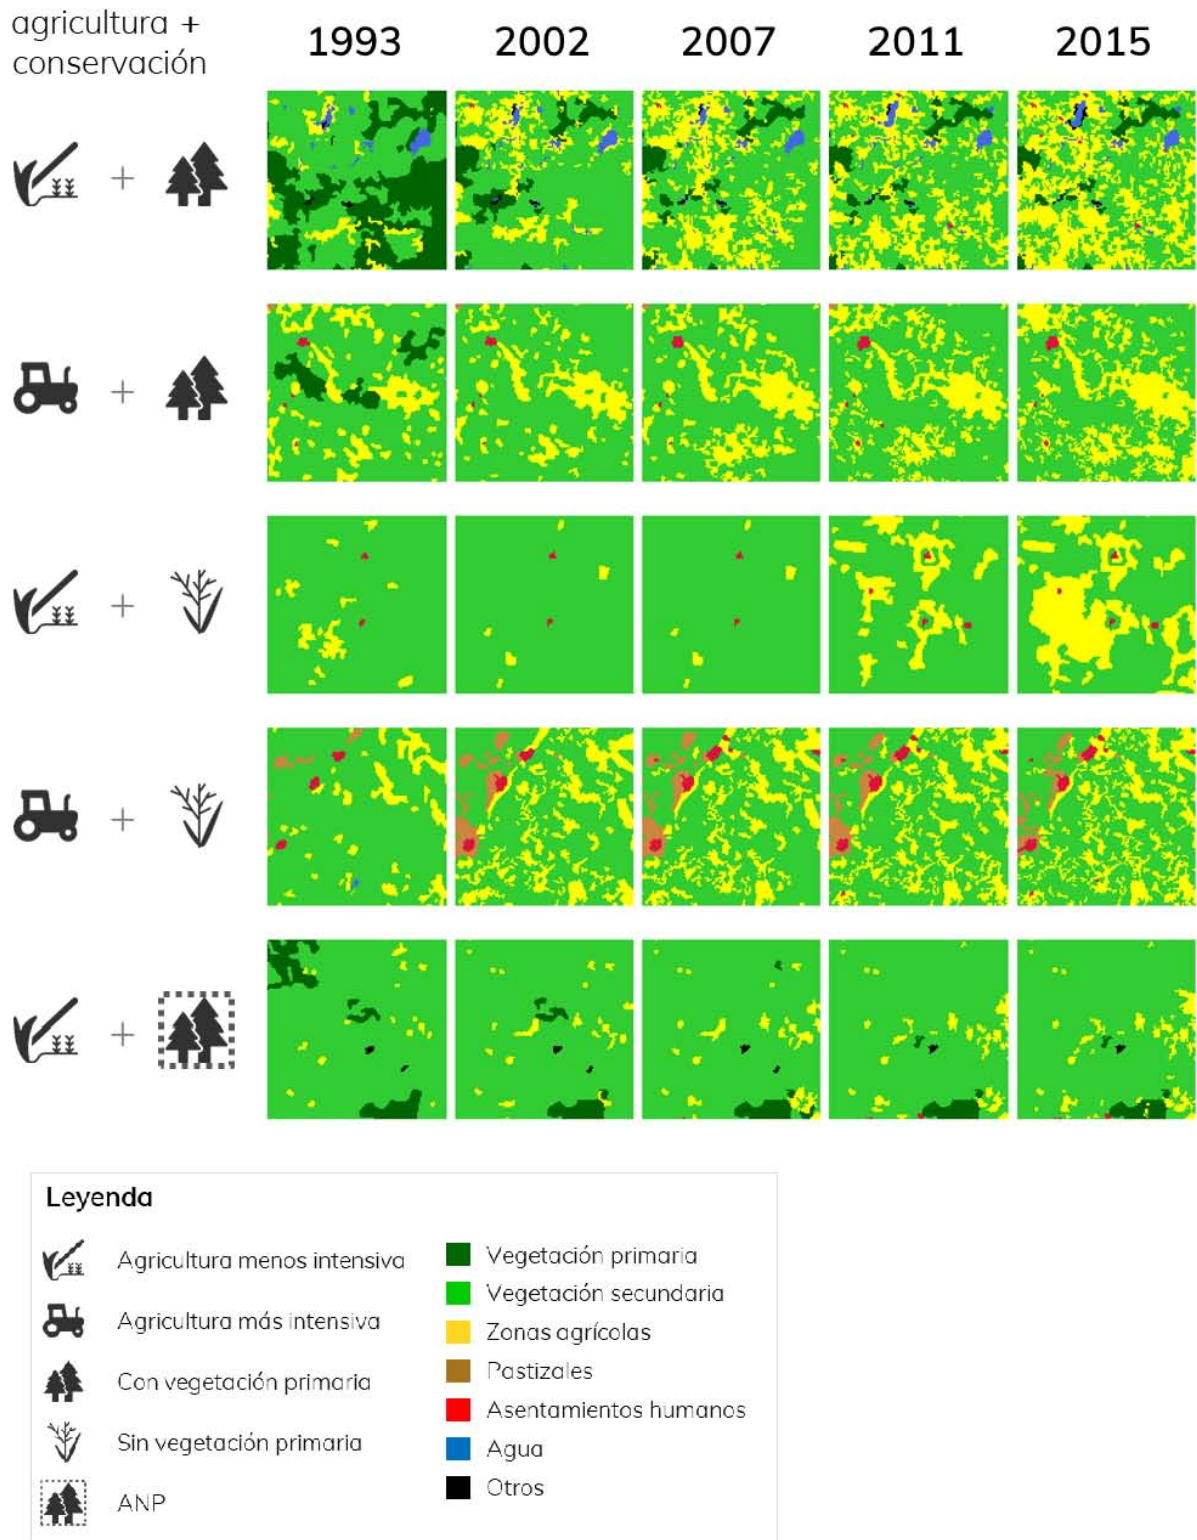 agricultura +
conservación
1993
2002
2007
2011
2015
+
+
+
+
+
Leyenda
Agricultura menos intensiva
Agricultura más intensiva
Con vegetación primaria
Sin vegetación primaria
ANP
Vegetación primaria
Vegetación secundaria
Zonas agrícolas
Pastizales
Asentamientos humanos
Agua
Otros